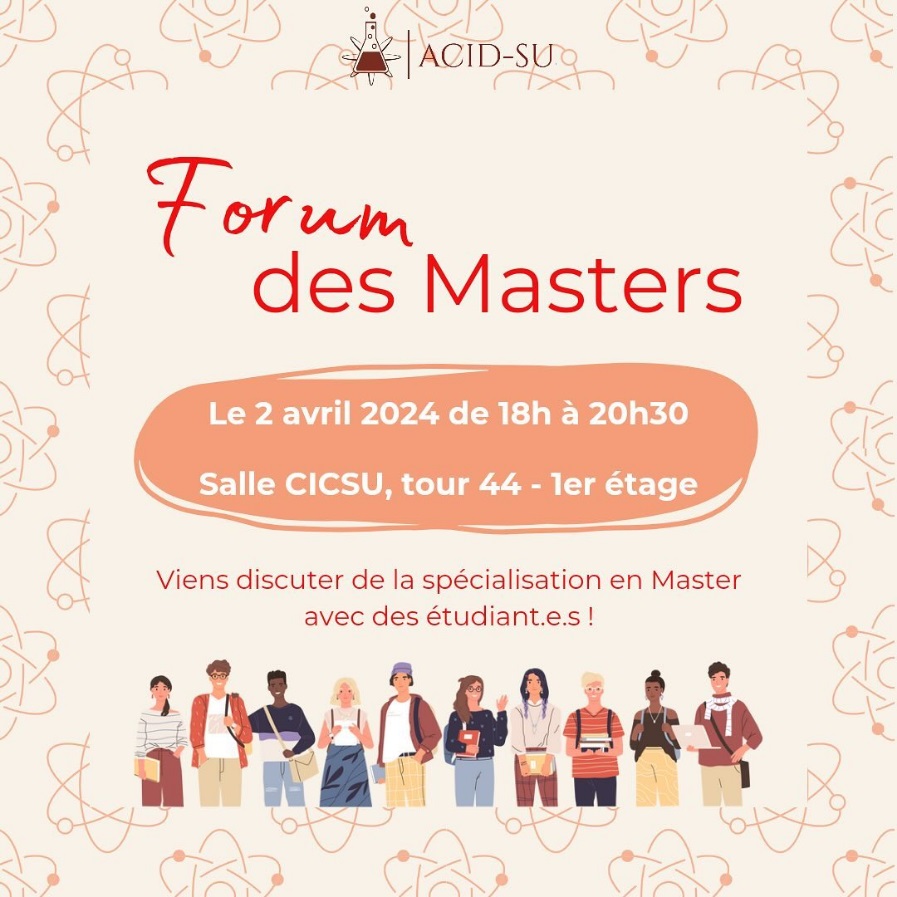 ACID-SU
Forum
des Masters
Le 2 avril 2024 de 18h à 20h30
Salle CICSU, tour 44 - 1er étage
Viens discuter de la spécialisation en Master
avec des étudiant.e.s !